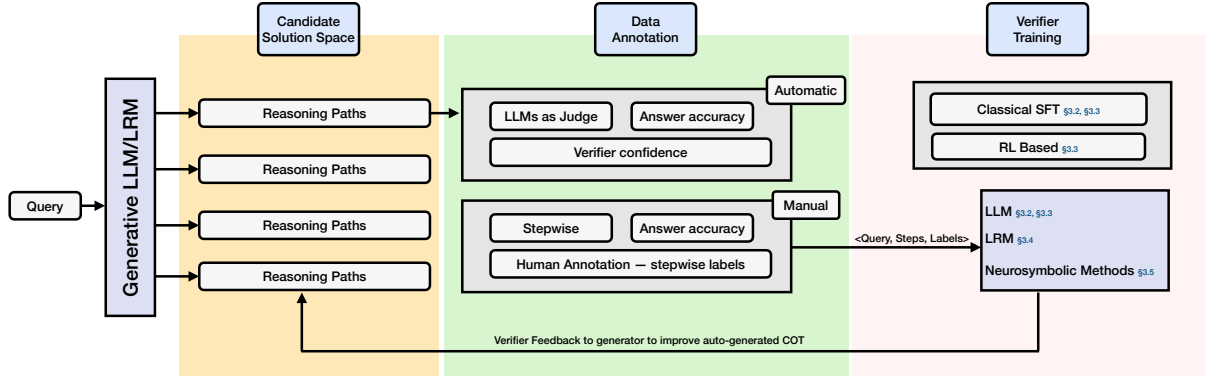 Candidate
Solution Space
Data
Annotation
Verifier
Training
Query
Generative LLM/LRM
Reasoning Paths
Reasoning Paths
Reasoning Paths
Reasoning Paths
Automatic
LLMs as Judge
Answer accuracy
Verifier confidence
Manual
Stepwise
Answer accuracy
Human Annotation — stepwise labels
<Query, Steps, Labels>
Classical SFT §3.2, §3.3
RL Based §3.3
LLM §3.2, §3.3
LRM §3.4
Neurosymbolic Methods §3.5
Verifier Feedback to generator to improve auto-generated COT